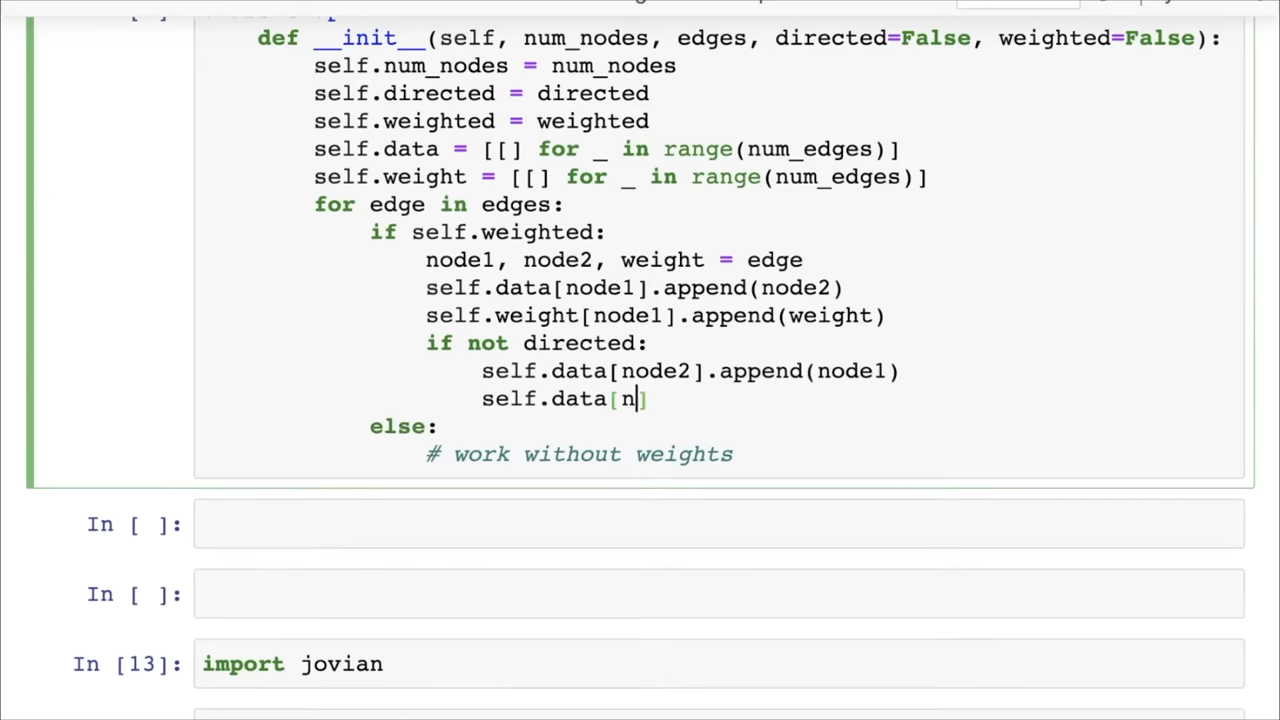 def __init__(self, num_nodes, edges, directed=False, weighted=False):
self.num_nodes = num_nodes
self.directed = directed
self.weighted = weighted
self.data = [[] for _ in range(num_edges)]
self.weight = [[] for _ in range(num_edges)]
for edge in edges:
if self.weighted:
node1, node2, weight = edge
self.data[node1].append(node2)
self.weight[node1].append(weight)
if not directed:
self.data[node2].append(node1)
self.data[n]
else:
# work without weights
In [ ]:
In [ ]:
In [13]: import jovian